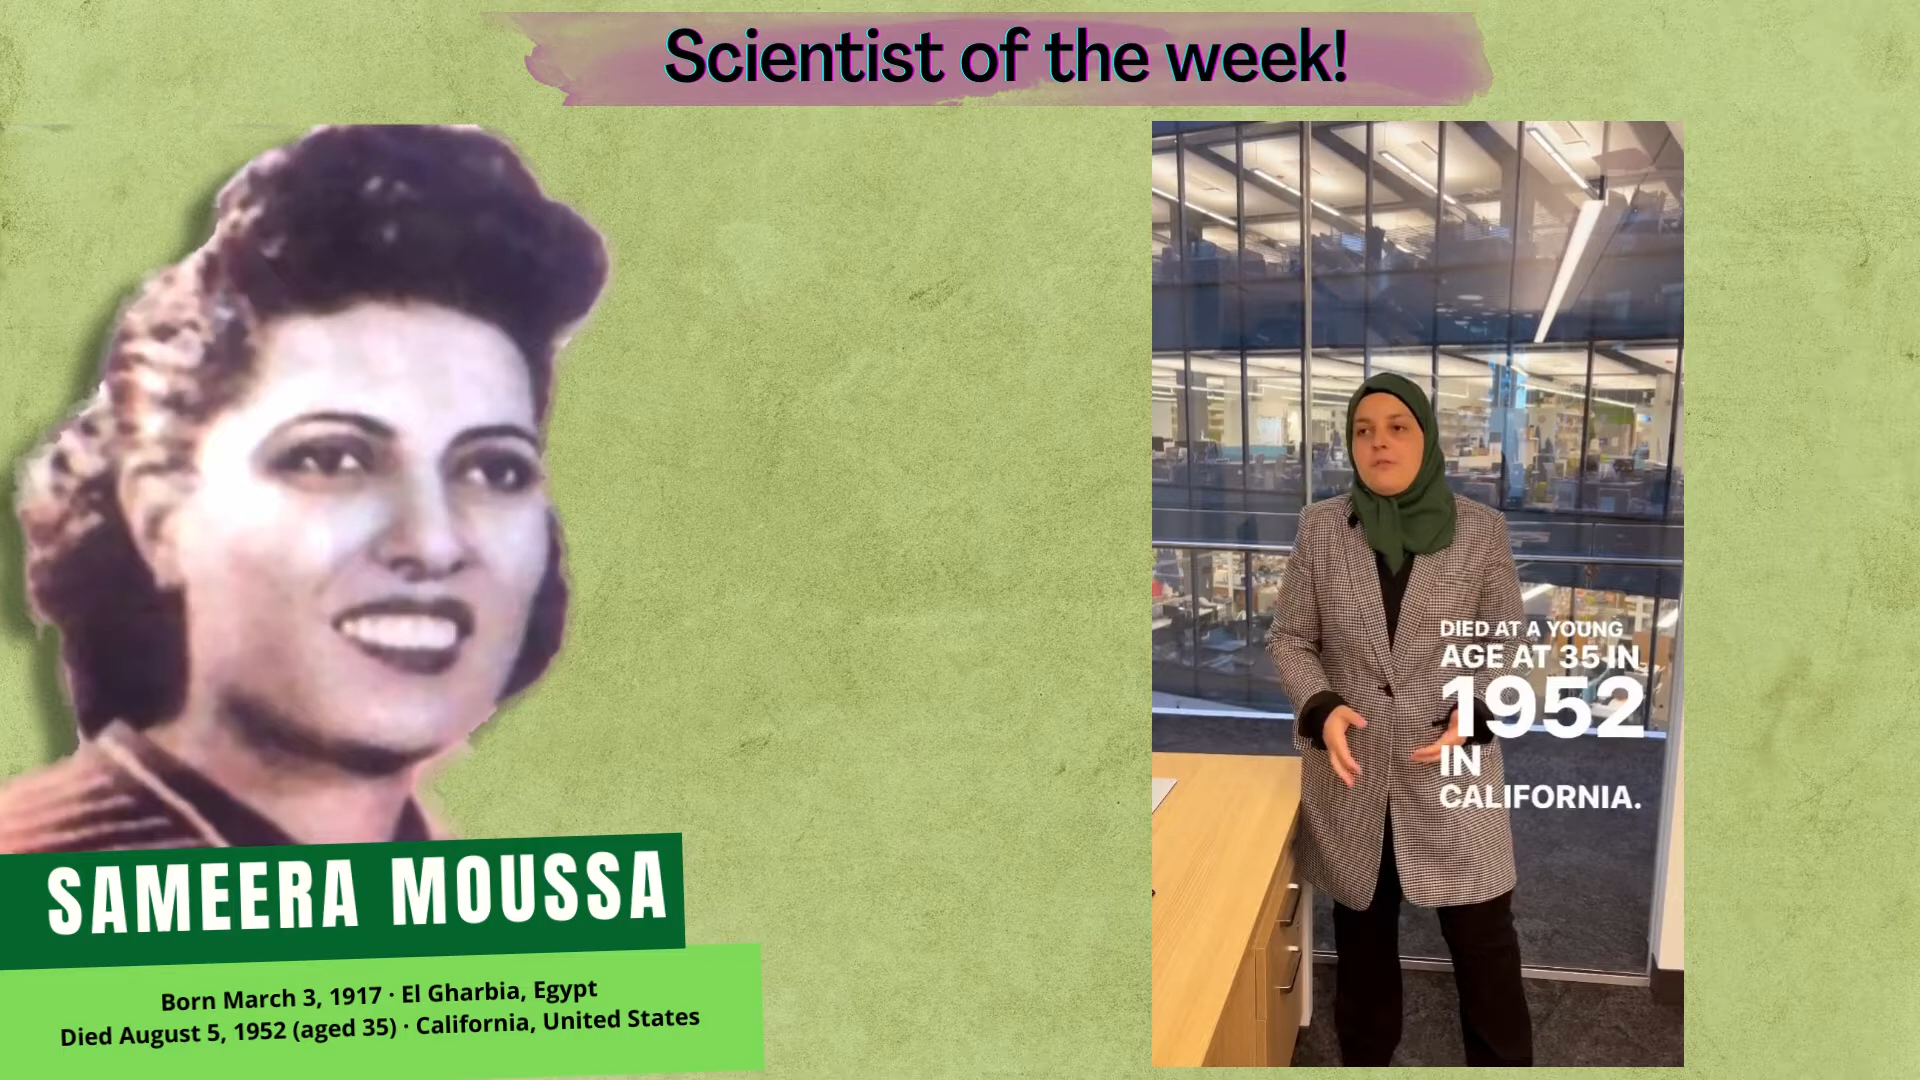 Scientist of the week!
SAMEERA MOUSSA
Born March 3, 1917 · El Gharbia, Egypt
Died August 5, 1952 (aged 35) · California, United States
DIED AT A YOUNG
AGE AT 35 IN
1952
IN
CALIFORNIA.